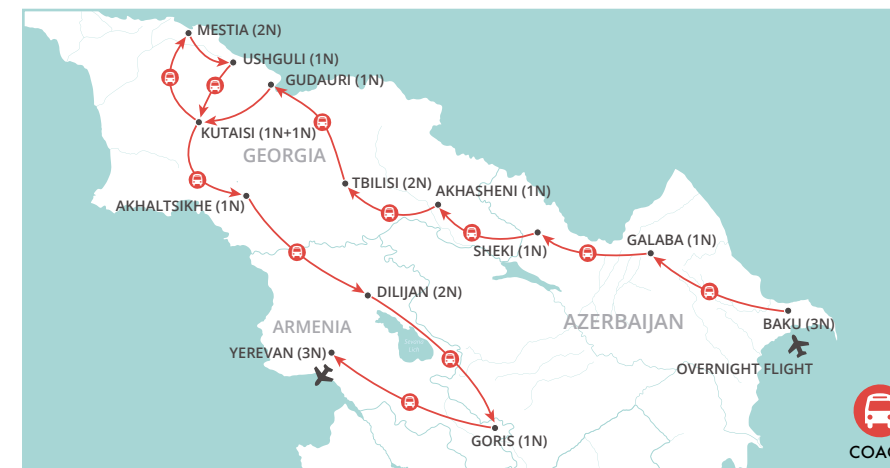 MESTIA (2N)
USHGULI (1N)
GUDAURI (1N)
KUTAISI (1N+1N)
GEORGIA
TBILISI (2N)
AKHASHENI (1N)
AKHALTSIKHE (1N)
SHEKI (1N)
GALABA (1N)
DILIJAN (2N)
ARMENIA
AZERBAIJAN
BAKU (3N)
YEREVAN (3N)
OVERNIGHT FLIGHT
GORIS (1N)